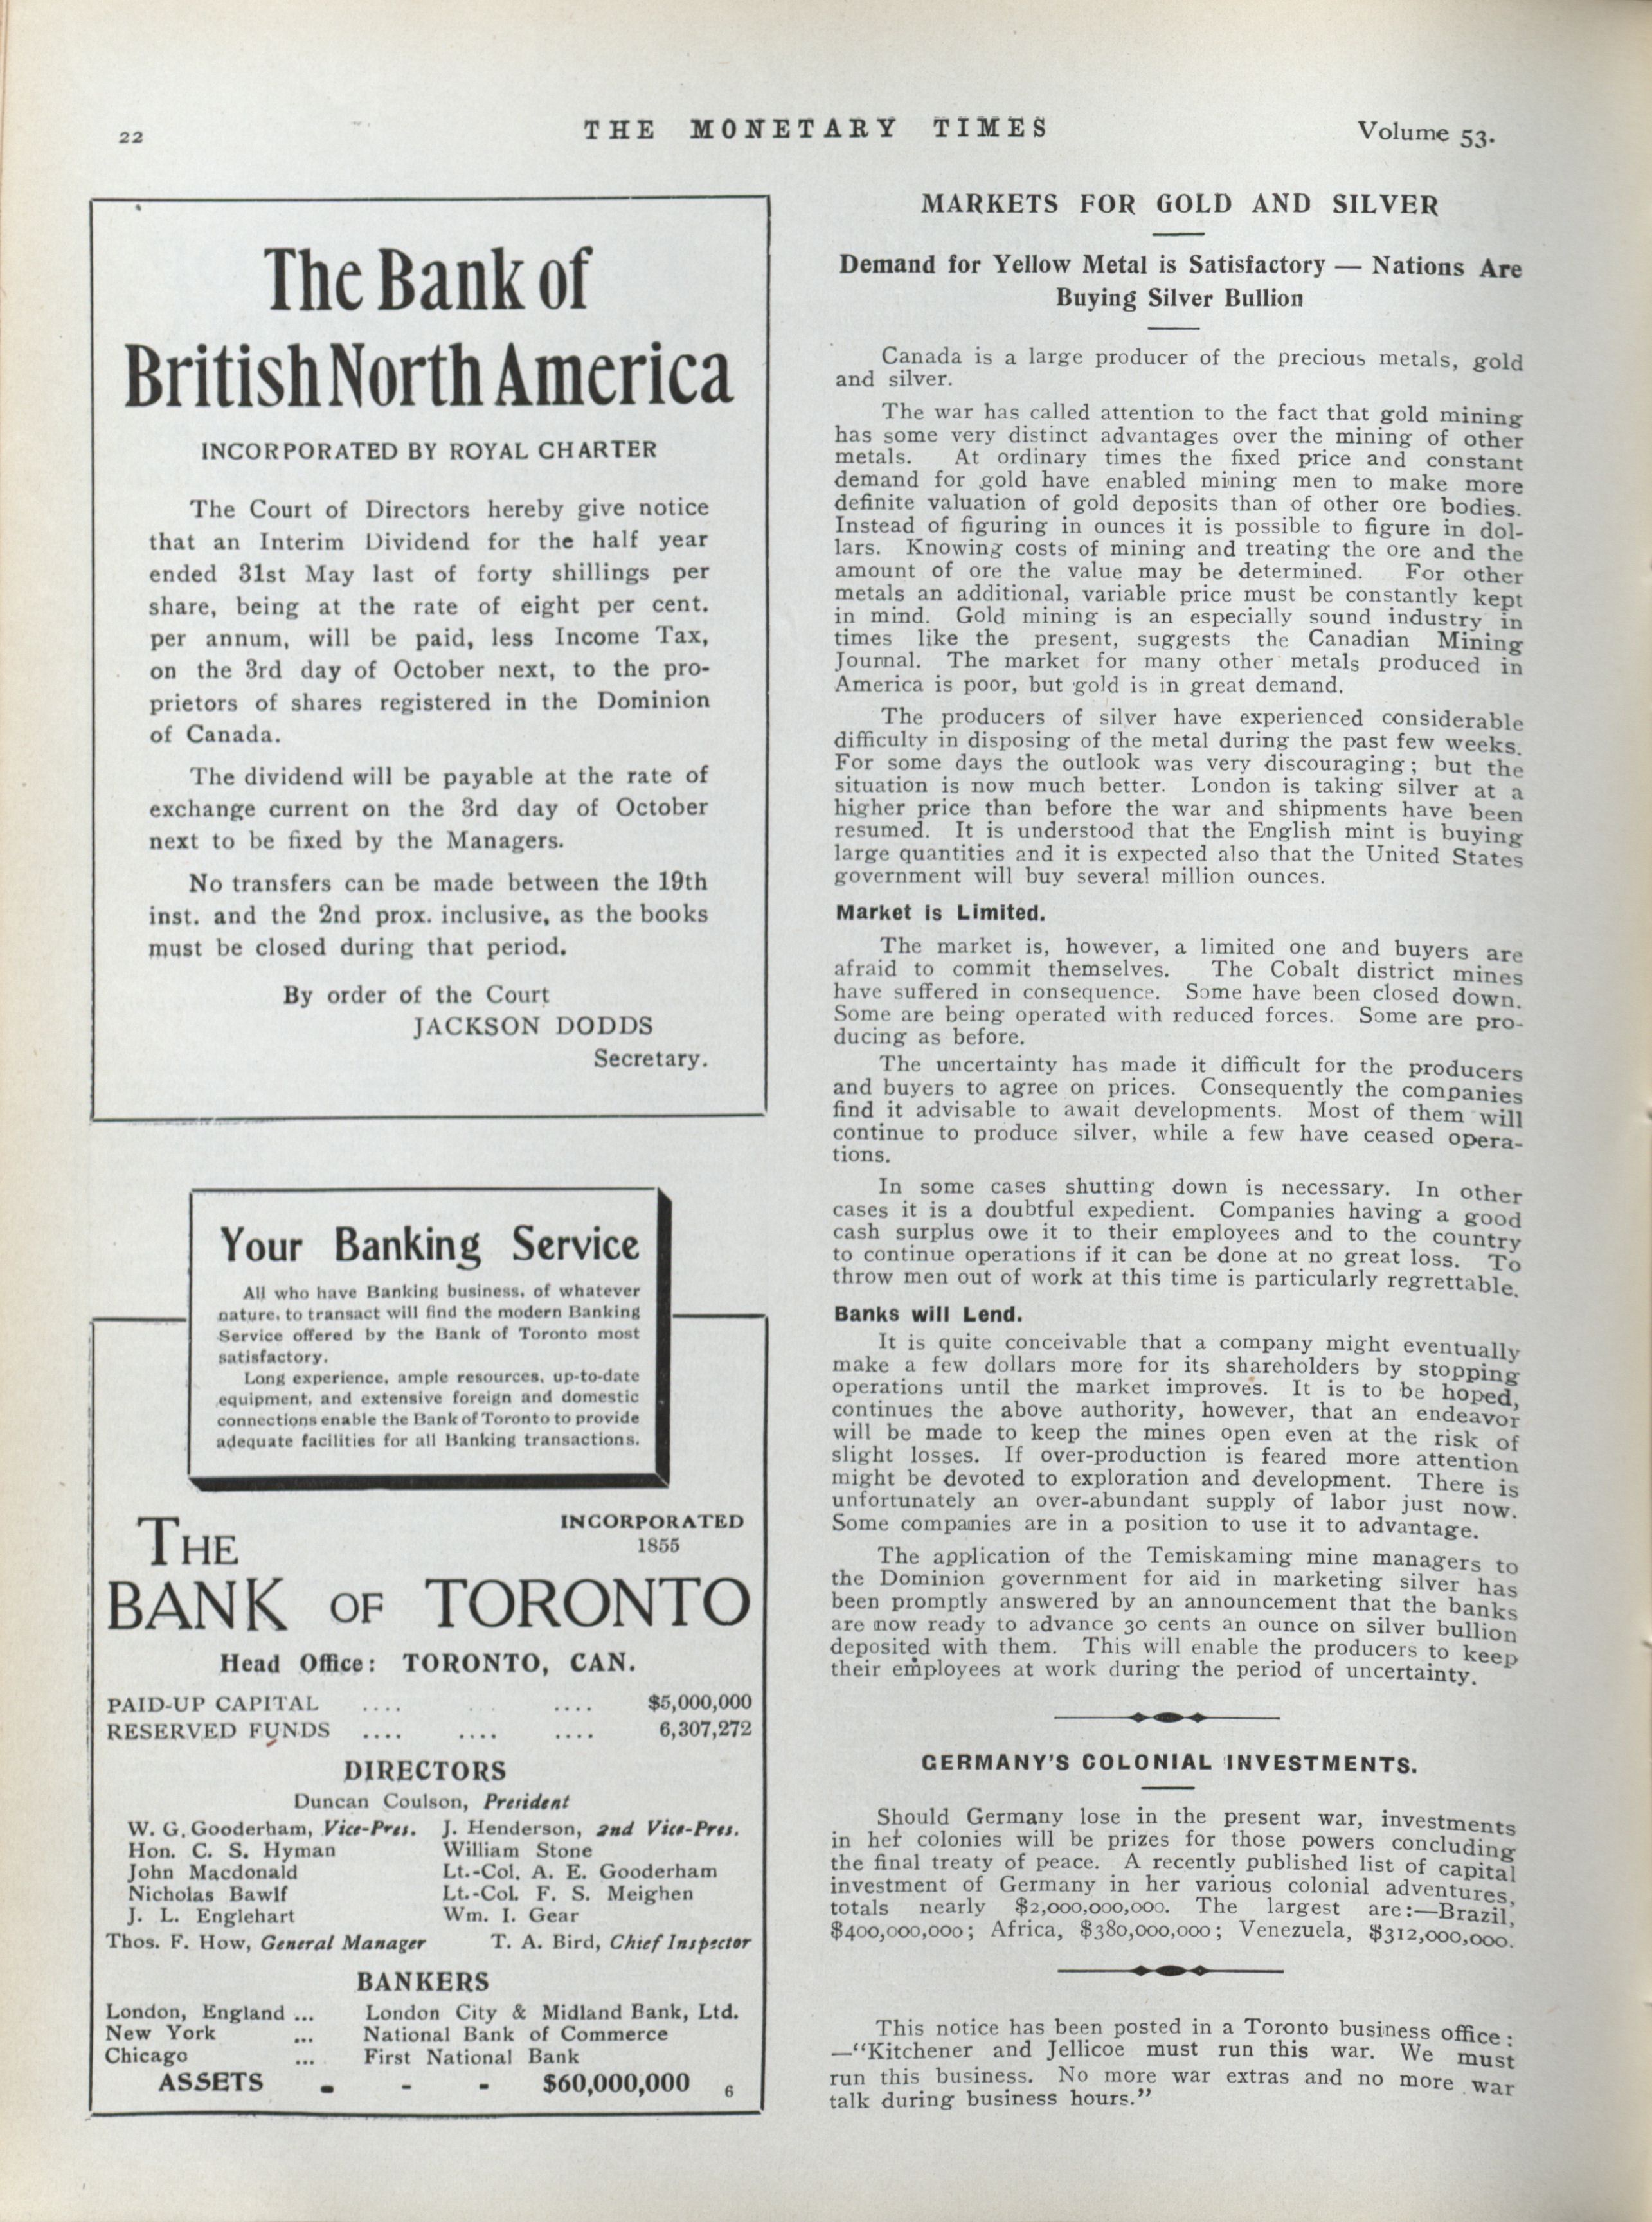 22
THE MONETARY TIMES
Volume 53.
The Bank of
British North America
INCORPORATED BY ROYAL CHARTER
The Court of Directors hereby give notice
that an Interim Dividend for the half year
ended 31st May last of forty shillings per
share, being at the rate of eight per cent.
per annum, will be paid, less Income Tax,
on the 3rd day of October next, to the pro-
prietors of shares registered in the Dominion
of Canada.
The dividend will be payable at the rate of
exchange current on the 3rd day of October
next to be fixed by the Managers.
No transfers can be made between the 19th
inst. and the 2nd prox. inclusive, as the books
must be closed during that period.
By order of the Court
JACKSON DODDS
Secretary.
Your Banking Service
All who have Banking business, of whatever
nature, to transact will find the modern Banking
Service offered by the Bank of Toronto most
satisfactory.
Long experience, ample resources, up-to-date
equipment, and extensive foreign and domestic
connections enable the Bank of Toronto to provide
adequate facilities for all Banking transactions.
THE
INCORPORATED
1855
BANK OF TORONTO
Head Office: TORONTO, CAN.
PAID-UP CAPITAL .... .... $5,000,000
RESERVED FUNDS .... .... .... 6,307,272
DIRECTORS
Duncan Coulson, President
W. G. Gooderham, Vice-Pres. J. Henderson, 2nd Vice-Pres.
Hon. C. S. Hyman William Stone
John Macdonald Lt.-Col. A. E. Gooderham
Nicholas Bawlf Lt.-Col. F. S. Meighen
J. L. Englehart Wm. I. Gear
Thos. F. How, General Manager T. A. Bird, Chief Inspector
BANKERS
London, England ... London City & Midland Bank, Ltd.
New York ... National Bank of Commerce
Chicago ... First National Bank
ASSETS - - - $60,000,000 6
MARKETS FOR GOLD AND SILVER
Demand for Yellow Metal is Satisfactory — Nations Are
Buying Silver Bullion
Canada is a large producer of the precious metals, gold
and silver.
The war has called attention to the fact that gold mining
has some very distinct advantages over the mining of other
metals. At ordinary times the fixed price and constant
demand for gold have enabled mining men to make more
definite valuation of gold deposits than of other ore bodies.
Instead of figuring in ounces it is possible to figure in dol-
lars. Knowing costs of mining and treating the ore and the
amount of ore the value may be determined. For other
metals an additional, variable price must be constantly kept
in mind. Gold mining is an especially sound industry in
times like the present, suggests the Canadian Mining
Journal. The market for many other metals produced in
America is poor, but gold is in great demand.
The producers of silver have experienced considerable
difficulty in disposing of the metal during the past few weeks.
For some days the outlook was very discouraging; but the
situation is now much better. London is taking silver at a
higher price than before the war and shipments have been
resumed. It is understood that the English mint is buying
large quantities and it is expected also that the United States
government will buy several million ounces.
Market is Limited.
The market is, however, a limited one and buyers are
afraid to commit themselves. The Cobalt district mines
have suffered in consequence. Some have been closed down.
Some are being operated with reduced forces. Some are pro-
ducing as before.
The uncertainty has made it difficult for the producers
and buyers to agree on prices. Consequently the companies
find it advisable to await developments. Most of them will
continue to produce silver, while a few have ceased opera-
tions.
In some cases shutting down is necessary. In other
cases it is a doubtful expedient. Companies having a good
cash surplus owe it to their employees and to the country
to continue operations if it can be done at no great loss. To
throw men out of work at this time is particularly regrettable.
Banks will Lend.
It is quite conceivable that a company might eventually
make a few dollars more for its shareholders by stopping
operations until the market improves. It is to be hoped,
continues the above authority, however, that an endeavor
will be made to keep the mines open even at the risk of
slight losses. If over-production is feared more attention
might be devoted to exploration and development. There is
unfortunately an over-abundant supply of labor just now.
Some companies are in a position to use it to advantage.
The application of the Temiskaming mine managers to
the Dominion government for aid in marketing silver has
been promptly answered by an announcement that the banks
are now ready to advance 30 cents an ounce on silver bullion
deposited with them. This will enable the producers to keep
their employees at work during the period of uncertainty.
GERMANY'S COLONIAL INVESTMENTS.
Should Germany lose in the present war, investments
in her colonies will be prizes for those powers concluding
the final treaty of peace. A recently published list of capital
investment of Germany in her various colonial adventures,
totals nearly $2,000,000,000. The largest are:—Brazil,
$400,000,000; Africa, $380,000,000; Venezuela, $312,000,000.
This notice has been posted in a Toronto business office:
—"Kitchener and Jellicoe must run this war. We must
run this business. No more war extras and no more war
talk during business hours."